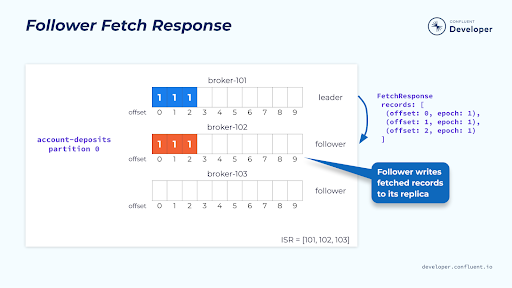 Follower Fetch Response
CONFLUENT
Developer
broker-101
1 1 1
leader
offset 0 1 2 3 4 5 6 7 8 9
account-deposits
partition 0
broker-102
1 1 1
follower
offset 0 1 2 3 4 5 6 7 8 9
broker-103
follower
offset 0 1 2 3 4 5 6 7 8 9
ISR = [101, 102, 103]
FetchResponse
records: [
(offset: 0, epoch: 1),
(offset: 1, epoch: 1),
(offset: 2, epoch: 1)
]
Follower writes
fetched records
to its replica
developer.confluent.io